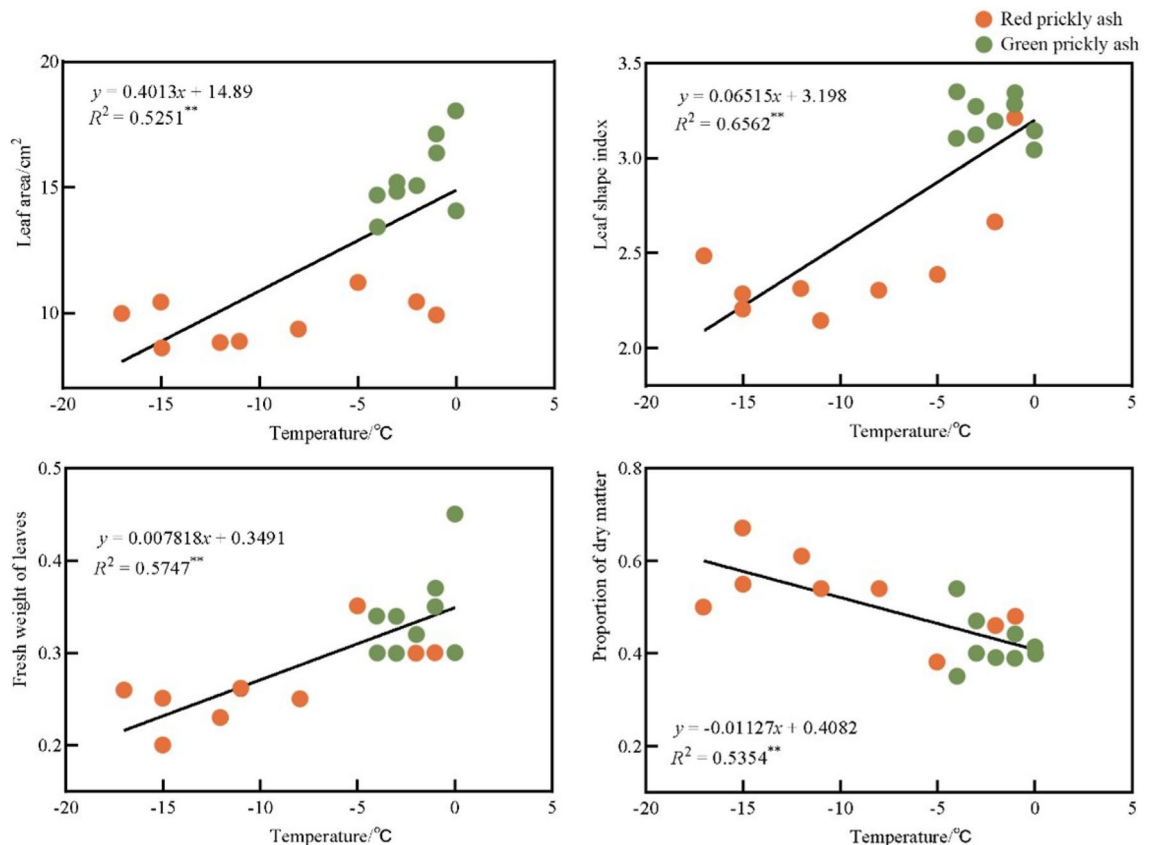 Red prickly ash
Green prickly ash
y = 0.4013x + 14.89
R² = 0.5251**
Leaf area/cm²
20
15
10
-20 -15 -10 -5 0 5
Temperature/℃
y = 0.06515x + 3.198
R² = 0.6562**
Leaf shape index
3.5
3.0
2.5
2.0
-20 -15 -10 -5 0 5
Temperature/℃
y = 0.007818x + 0.3491
R² = 0.5747**
Fresh weight of leaves
0.5
0.4
0.3
0.2
-20 -15 -10 -5 0 5
Temperature/℃
Proportion of dry matter
0.8
0.6
0.4
0.2
y = -0.01127x + 0.4082
R² = 0.5354**
-20 -15 -10 -5 0 5
Temperature/℃